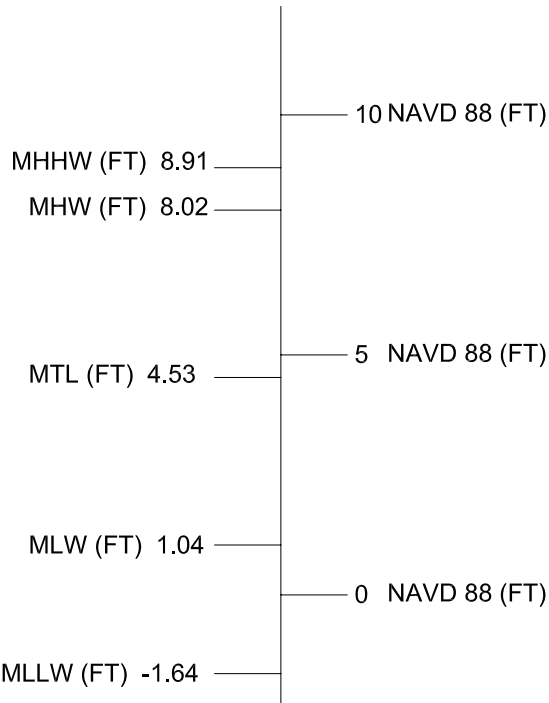 10 NAVD 88 (FT)
MHHW (FT) 8.91
MHW (FT) 8.02
5 NAVD 88 (FT)
MTL (FT) 4.53
MLW (FT) 1.04
0 NAVD 88 (FT)
MLLW (FT) -1.64